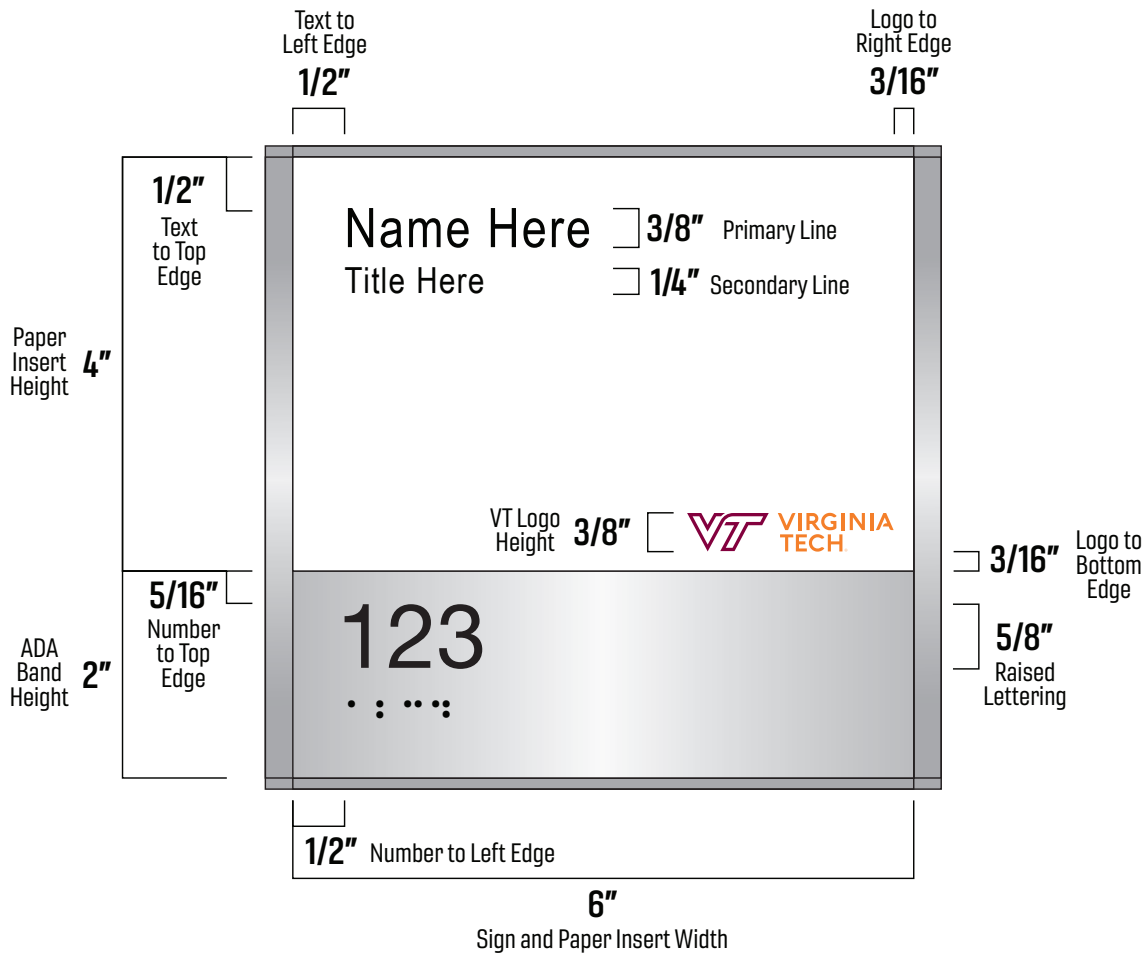 Text to
Left Edge
1/2"
Logo to
Right Edge
3/16"
1/2"
Text
to Top
Edge
Name Here
3/8" Primary Line
Title Here
1/4" Secondary Line
Paper
Insert
Height
4"
VT Logo
Height
3/8"
VT VIRGINIA
TECH
3/16"
Logo to
Bottom
Edge
5/16"
Number
to Top
Edge
123
5/8"
Raised
Lettering
ADA
Band
Height
2"
1/2" Number to Left Edge
6"
Sign and Paper Insert Width